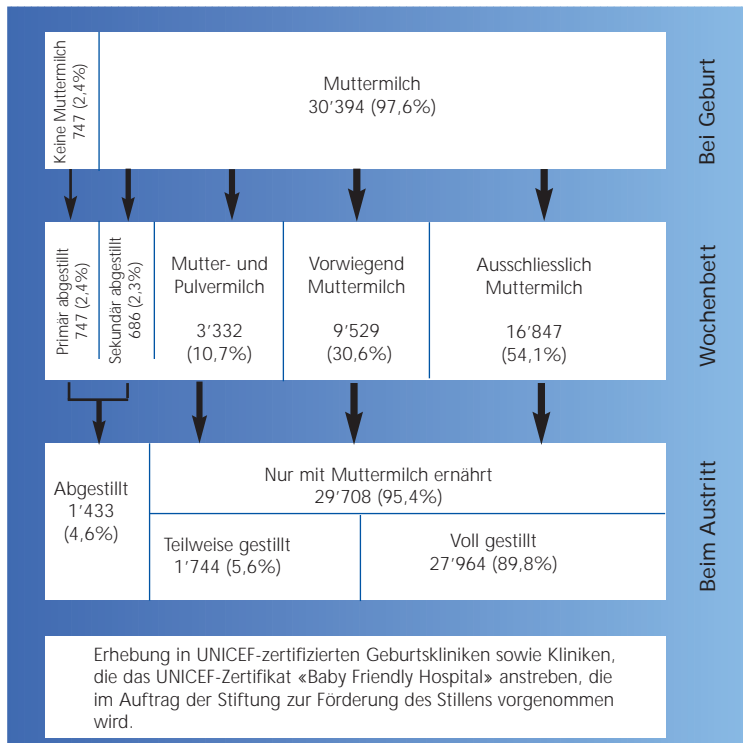 Keine Muttermilch
747 (2,4%)
Muttermilch
30’394 (97,6%)
Bei Geburt
Primär abgestillt
747 (2,4%)
Sekundär abgestillt
686 (2,3%)
Mutter- und
Pulvermilch
3’332
(10,7%)
Vorwiegend
Muttermilch
9’529
(30,6%)
Ausschliesslich
Muttermilch
16’847
(54,1%)
Wochenbett
Abgestillt
1’433
(4,6%)
Nur mit Muttermilch ernährt
29’708 (95,4%)
Teilweise gestillt
1’744 (5,6%)
Voll gestillt
27’964 (89,8%)
Beim Austritt
Erhebung in UNICEF-zertifizierten Geburtskliniken sowie Kliniken,
die das UNICEF-Zertifikat «Baby Friendly Hospital» anstreben, die
im Auftrag der Stiftung zur Förderung des Stillens vorgenommen
wird.